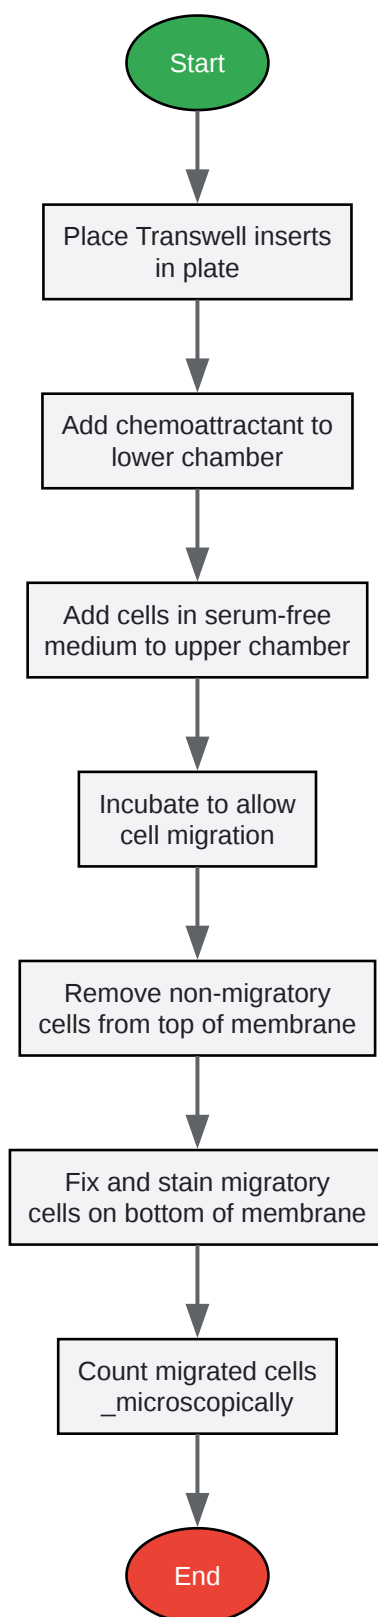 Start
Place Transwell inserts
in plate
Add chemoattractant to
lower chamber
Add cells in serum-free
medium to upper chamber
Incubate to allow
cell migration
Remove non-migratory
cells from top of membrane
Fix and stain migratory
cells on bottom of membrane
Count migrated cells
_microscopically
End